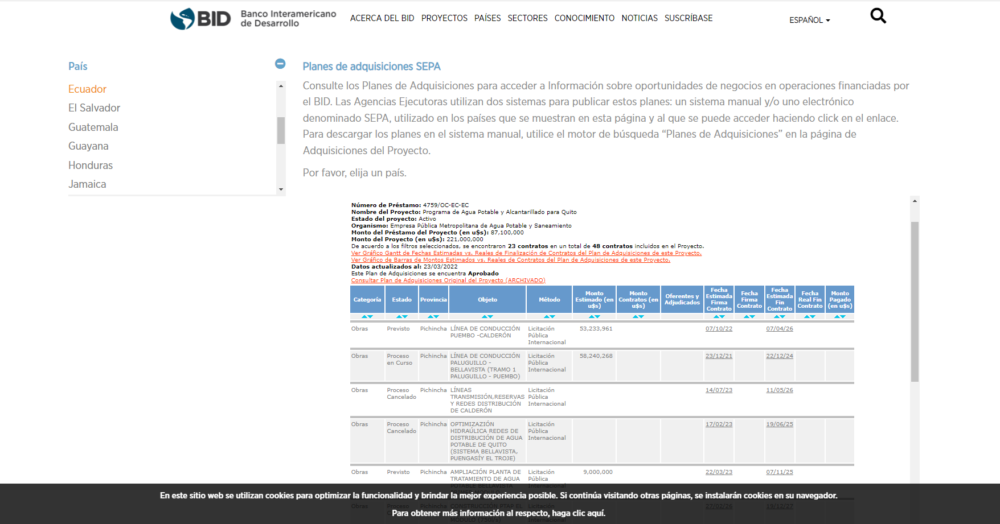 BID
Banco Interamericano
de Desarrollo
ACERCA DEL BID PROYECTOS PAÍSES SECTORES CONOCIMIENTO NOTICIAS SUSCRÍBASE
ESPAÑOL
País
Ecuador
El Salvador
Guatemala
Guayana
Honduras
Jamaica
Planes de adquisiciones SEPA
Consulte los Planes de Adquisiciones para acceder a Información sobre oportunidades de negocios en operaciones financiadas por
el BID. Las Agencias Ejecutoras utilizan dos sistemas para publicar estos planes: un sistema manual y/o uno electrónico
denominado SEPA, utilizado en los países que se muestran en esta página y al que se puede acceder haciendo click en el enlace.
Para descargar los planes en el sistema manual, utilice el motor de búsqueda “Planes de Adquisiciones” en la página de
Adquisiciones del Proyecto.
Por favor, elija un país.
Número de Préstamo: 4759/OC-EC-EC
Nombre del Proyecto: Programa de Agua Potable y Alcantarillado para Quito
Estado del proyecto: Activo
Organismo: Empresa Pública Metropolitana de Agua Potable y Saneamiento
Monto del Préstamo del Proyecto (en u$s): 87,100,000
Monto del Proyecto (en u$s): 221,000,000
De acuerdo a los filtros seleccionados, se encontraron 23 contratos en un total de 48 contratos incluidos en el Proyecto.
Ver Gráfico Gantt de Fechas Estimadas vs. Reales de Finalización de Contratos del Plan de Adquisiciones de este Proyecto.
Ver Gráfico de Barras de Montos Estimados vs. Reales de Contratos del Plan de Adquisiciones de este Proyecto.
Datos actualizados al: 23/03/2022
Este Plan de Adquisiciones se encuentra Aprobado
Consultar Plan de Adquisiciones Original del Proyecto (ARCHIVADO)
Categoría Estado Provincia Objeto Método Monto Estimado (en u$s) Monto Contratos (en u$s) Oferentes y Adjudicados Fecha Estimada Firma Contrato Fecha Firma Contrato Fecha Estimada Fin Contrato Fecha Real Fin Contrato Monto Pagado (en u$s)
Obras Previsto Pichincha LÍNEA DE CONDUCCIÓN Licitación 53,233,961 07/10/22 07/04/26
PUEMBO -CALDERÓN Pública
Internacional
Obras Proceso Pichincha LÍNEA DE CONDUCCIÓN Licitación 58,240,268 23/12/21 22/12/24
en Curso PALUGUILLO - Pública
BELLAVISTA (TRAMO 1 Internacional
PALUGUILLO - PUEMBO)
Obras Proceso Pichincha LÍNEAS Licitación 14/07/23 11/05/26
Cancelado TRANSMISIÓN,RESERVAS Pública
Y REDES DISTRIBUCIÓN Internacional
DE CALDERÓN
Obras Proceso Pichincha OPTIMIZAZIÓN Licitación 17/02/23 19/06/25
Cancelado HIDRAÚLICA REDES DE Pública
DISTRIBUCIÓN DE AGUA Internacional
POTABLE DE QUITO
(SISTEMA BELLAVISTA,
PUENGASÍY EL TROJE)
Obras Previsto Pichincha AMPLIACIÓN PLANTA DE Licitación 9,000,000 22/03/23 07/11/25
TRATAMIENTO DE AGUA Pública
POTABLE BELLAVISTA Internacional
En este sitio web se utilizan cookies para optimizar la funcionalidad y brindar la mejor experiencia posible. Si continúa visitando otras páginas, se instalarán cookies en su navegador.
Obras Proceso Pichincha CONSTRUCCIÓN PTAP EL Licitación 27/02/26 19/12/27
Para obtener más información al respecto, haga clic aquí.
MÓDULO (750l/s)